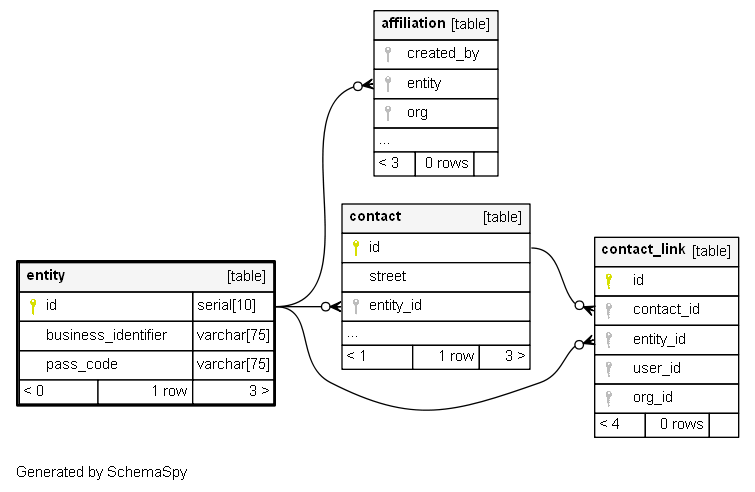 affiliation [table]
created_by
entity
org
...
< 3 0 rows
contact [table]
id
street
entity_id
...
< 1 1 row 3 >
contact_link [table]
id
contact_id
entity_id
user_id
org_id
< 4 0 rows
entity [table]
id serial[10]
business_identifier varchar[75]
pass_code varchar[75]
< 0 1 row 3 >
Generated by SchemaSpy